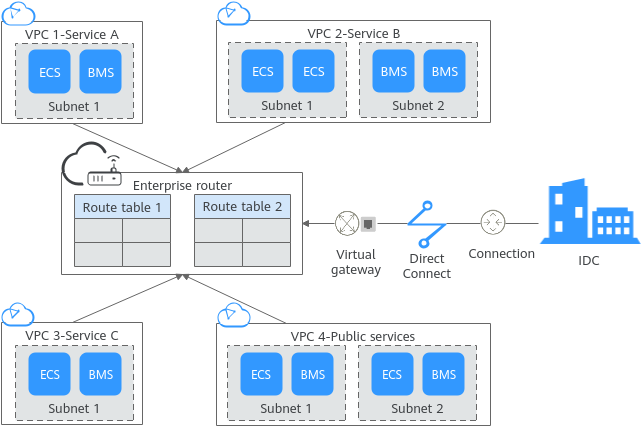 VPC 1-Service A
ECS BMS
Subnet 1
VPC 2-Service B
ECS ECS
Subnet 1
BMS BMS
Subnet 2
Enterprise router
Route table 1
Route table 2
Virtual
gateway
Direct
Connect
Connection
IDC
VPC 3-Service C
ECS BMS
Subnet 1
VPC 4-Public services
ECS BMS
Subnet 1
ECS BMS
Subnet 2